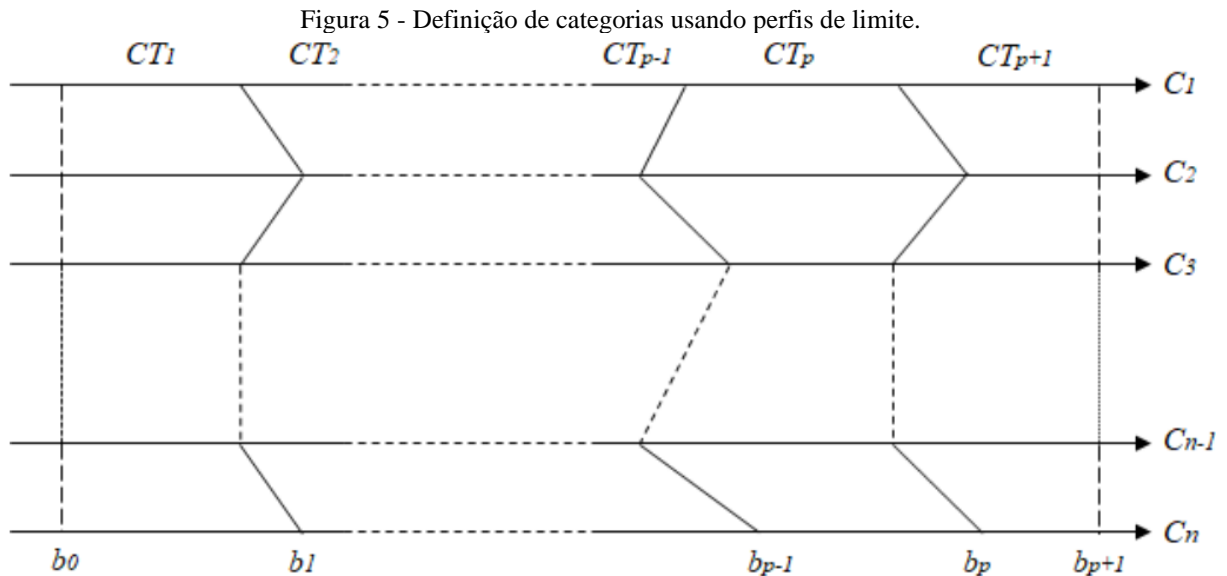 Figura 5 - Definição de categorias usando perfis de limite.
CT1 CT2 CTp-1 CTp CTp+1
C1
C2
C3
Cn-1
Cn
b0 b1 bp-1 bp bp+1